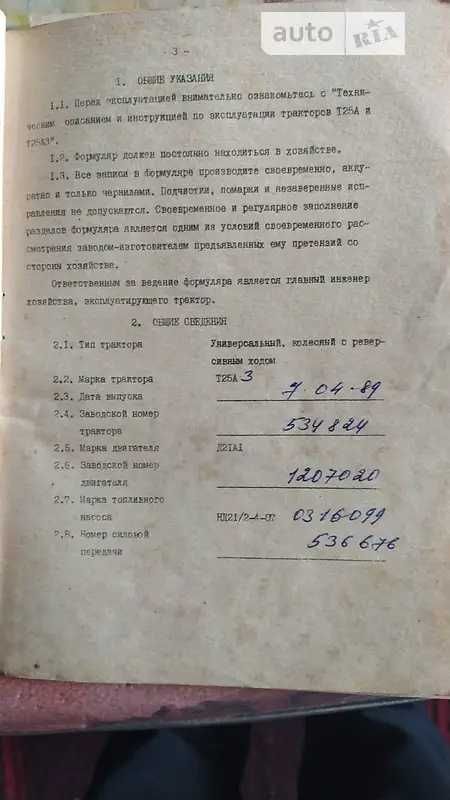 auto RIA
- 3 -
1. ОБЩИЕ УКАЗАНИЯ
1.1. Перед эксплуатацией внимательно ознакомьтесь с "Техни-
ческим описанием и инструкцией по эксплуатации тракторов Т25А и
Т25А3".
1.2. Формуляр должен постоянно находиться в хозяйстве.
1.3. Все записи в формуляре производите своевременно, акку-
ратно и только чернилами. Подчистки, помарки и незаверенные исп-
равления не допускаются. Своевременное и регулярное заполнение
разделов формуляра является одним из условий своевременного рас-
смотрения заводом-изготовителем предъявленных ему претензий со
стороны хозяйства.
Ответственным за ведение формуляра является главный инженер
хозяйства, эксплуатирующего трактор.
2. ОБЩИЕ СВЕДЕНИЯ
2.1. Тип трактора Универсальный, колесный с ревер-
сивным ходом
2.2. Марка трактора Т25А 3
2.3. Дата выпуска 7.04-89
2.4. Заводской номер
трактора 534824
2.5. Марка двигателя Д21А1
2.6. Заводской номер
двигателя 1207020
2.7. Марка топливного
насоса НД21/2-4-07 0316099
2.8. Номер силовой 536676
передачи